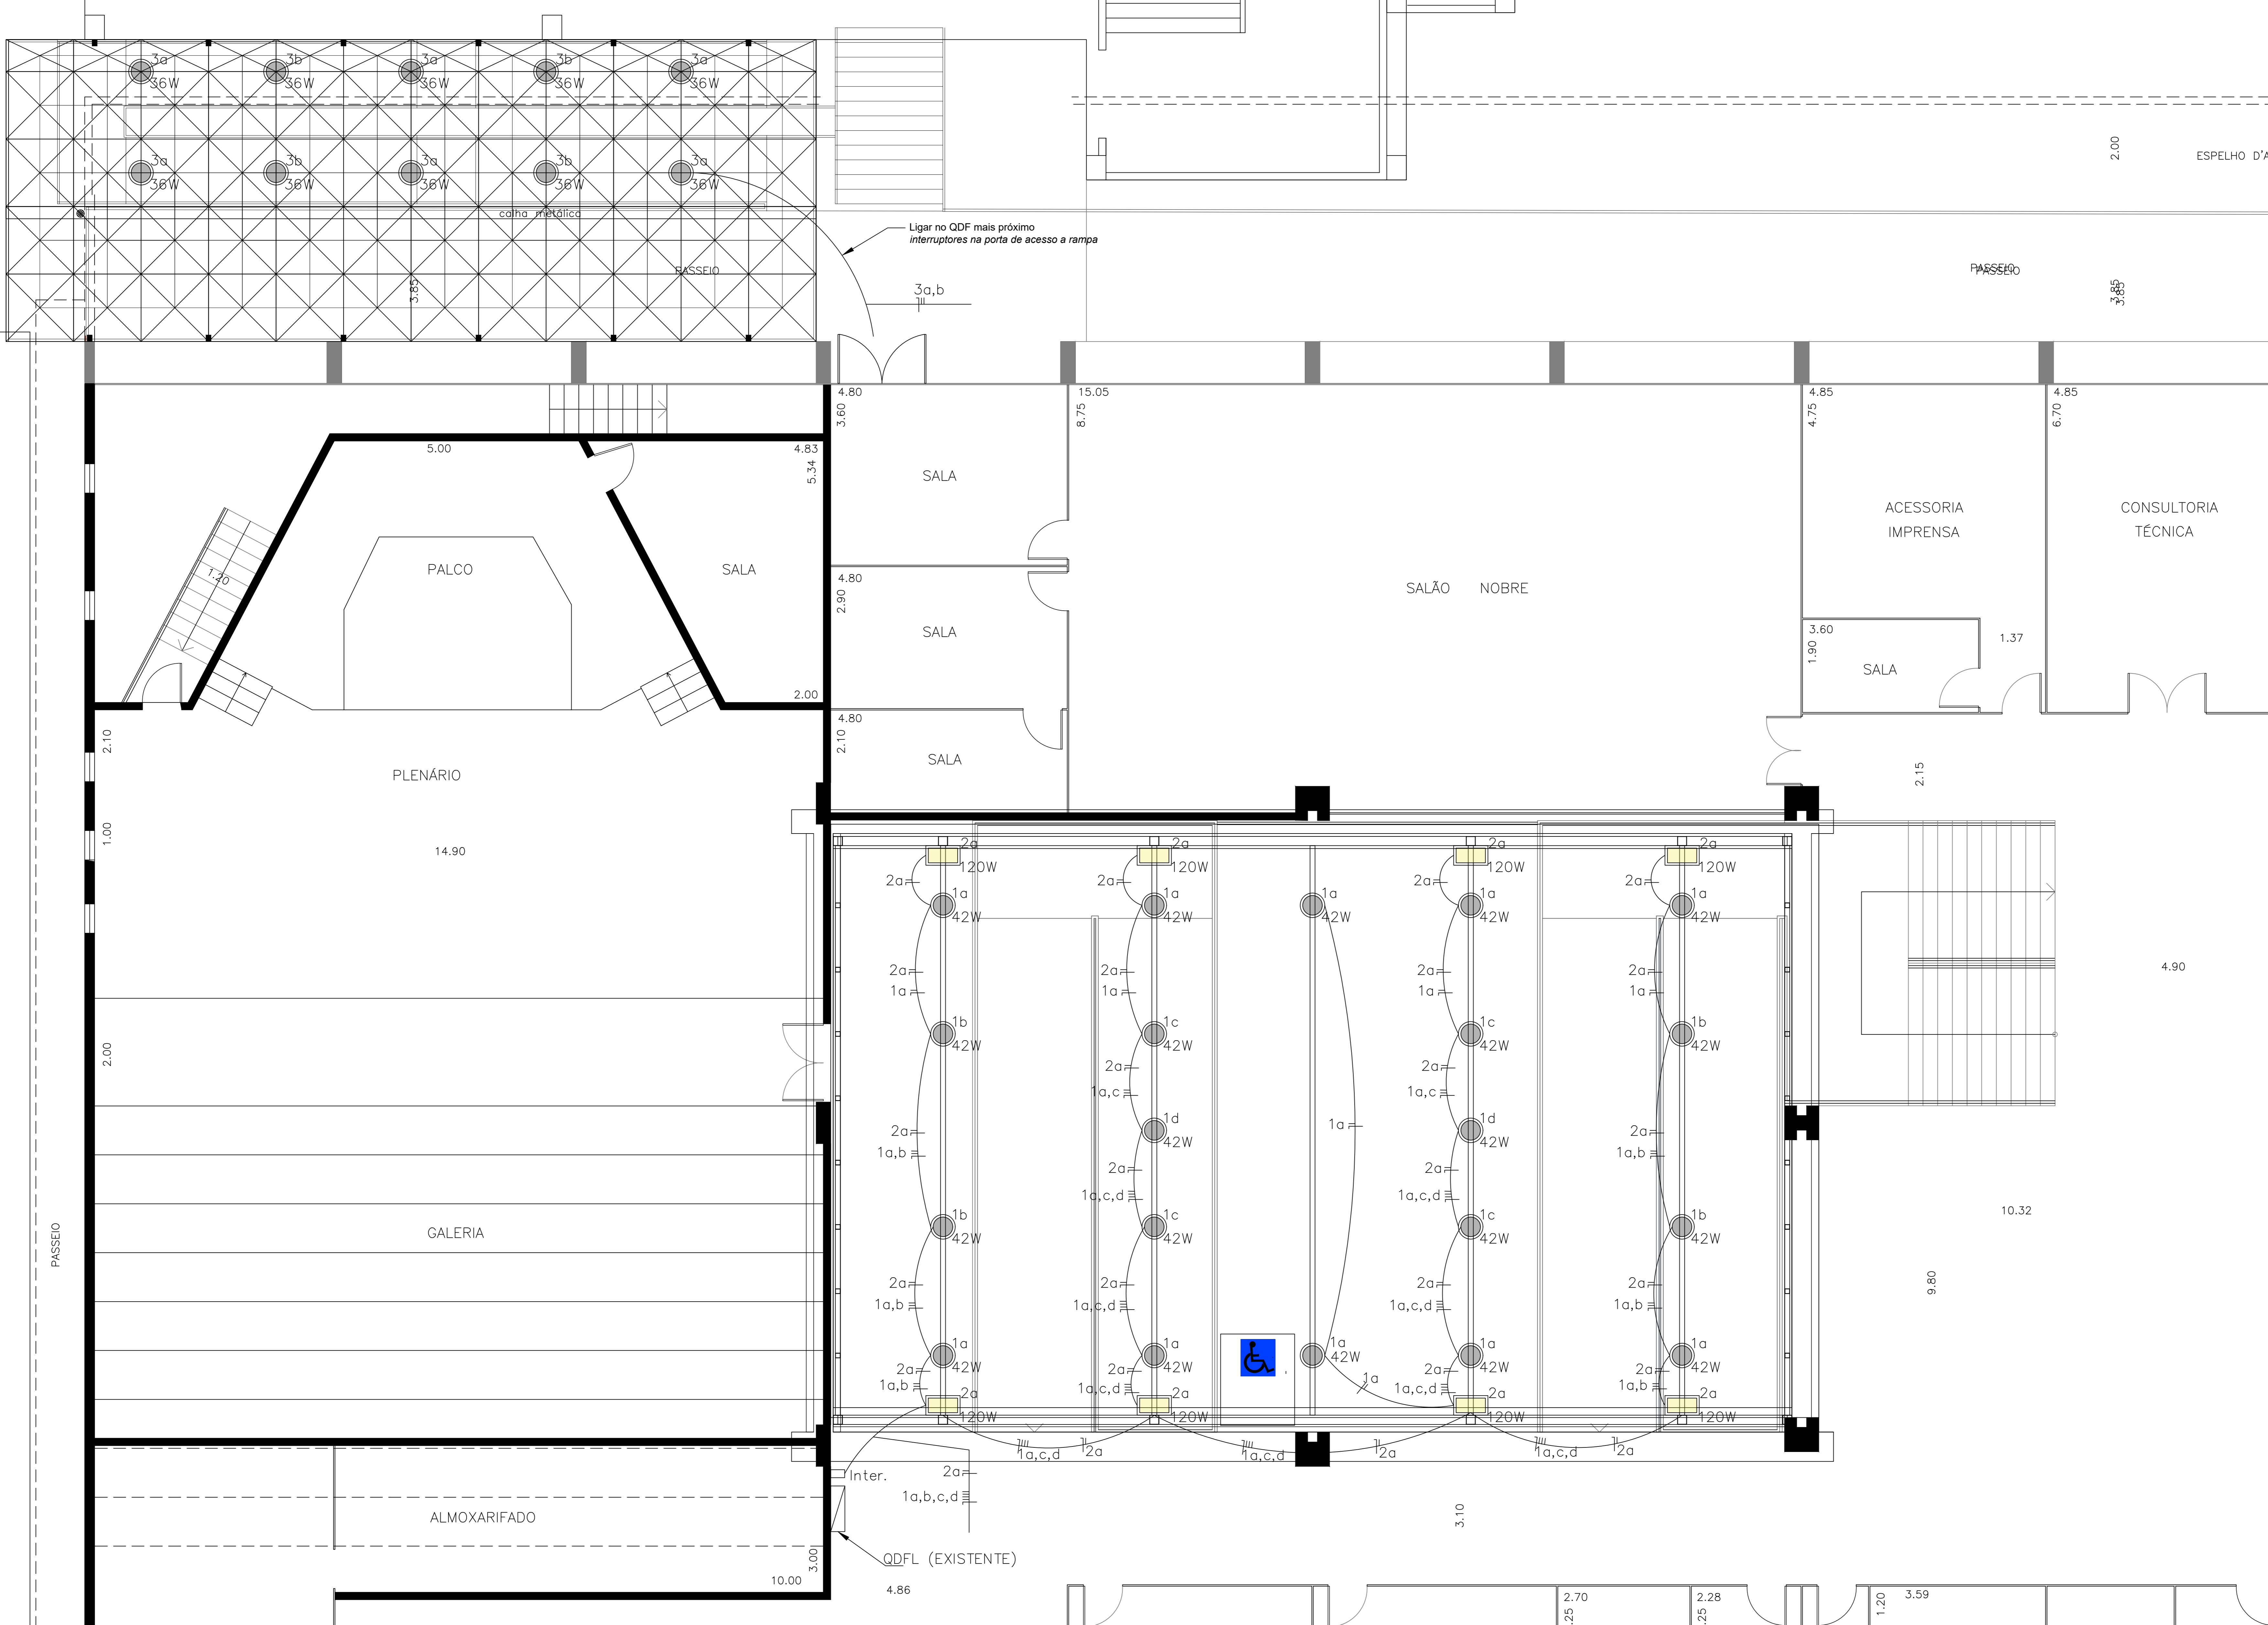 3a 3b 3a 3b 3a
36W 36W 36W 36W 36W
ESPELHO D'A
2.00
3a 3b 3a 3b 3a
36W 36W 36W 36W 36W
calha metálica
Ligar no QDF mais próximo
interruptores na porta de acesso a rampa
PASSEIO
PASSEIO
PASSEIO
3.85
3a,b
3.85
3.85
4.80
15.05
4.85
4.85
3.60
8.75
4.75
6.70
5.00
4.83
5.34
SALA
ACESSORIA
IMPRENSA
CONSULTORIA
TÉCNICA
1.20
PALCO
SALA
4.80
2.90
SALÃO NOBRE
SALA
3.60
1.90
1.37
SALA
2.00
4.80
2.10
2.10
SALA
PLENÁRIO
2.15
1.00
14.90
2a 2a 2a 2a
120W 120W 120W 120W
2a 2a 2a 2a
1a 1a 1a 1a 1a
42W 42W 42W 42W 42W
4.90
2a 2a 2a 2a
1a 1a 1a 1a
1b 1c 1c 1b
42W 42W 42W 42W
2.00
2a 2a
1a,c 1a,c
1d 1d
42W 42W
2a 1a 2a
1a,b 1a,b
2a 2a
1a,c,d 1a,c,d
1b 1c 1c 1b
42W 42W 42W 42W
10.32
PASSEIO
GALERIA
9.80
2a 2a 2a 2a
1a,b 1a,c,d 1a,c,d 1a,b
1a 1a 1a 1a 1a
42W 42W 42W 42W 42W
2a 2a 2a 2a
1a,b 1a,c,d 1a 1a,c,d 1a,b
2a 2a 2a 2a
120W 120W 120W 120W
1a,c,d 2a 1a,c,d 2a 1a,c,d 2a
Inter.
2a
1a,b,c,d
ALMOXARIFADO
3.10
3.00
QDFL (EXISTENTE)
10.00
4.86
2.70
2.28
1.20
3.59
.25
.25